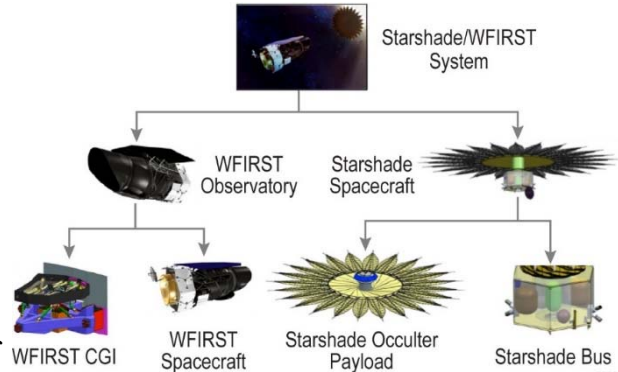 Starshade/WFIRST
System
WFIRST
Observatory
Starshade
Spacecraft
WFIRST CGI
WFIRST
Spacecraft
Starshade Occulter
Payload
Starshade Bus